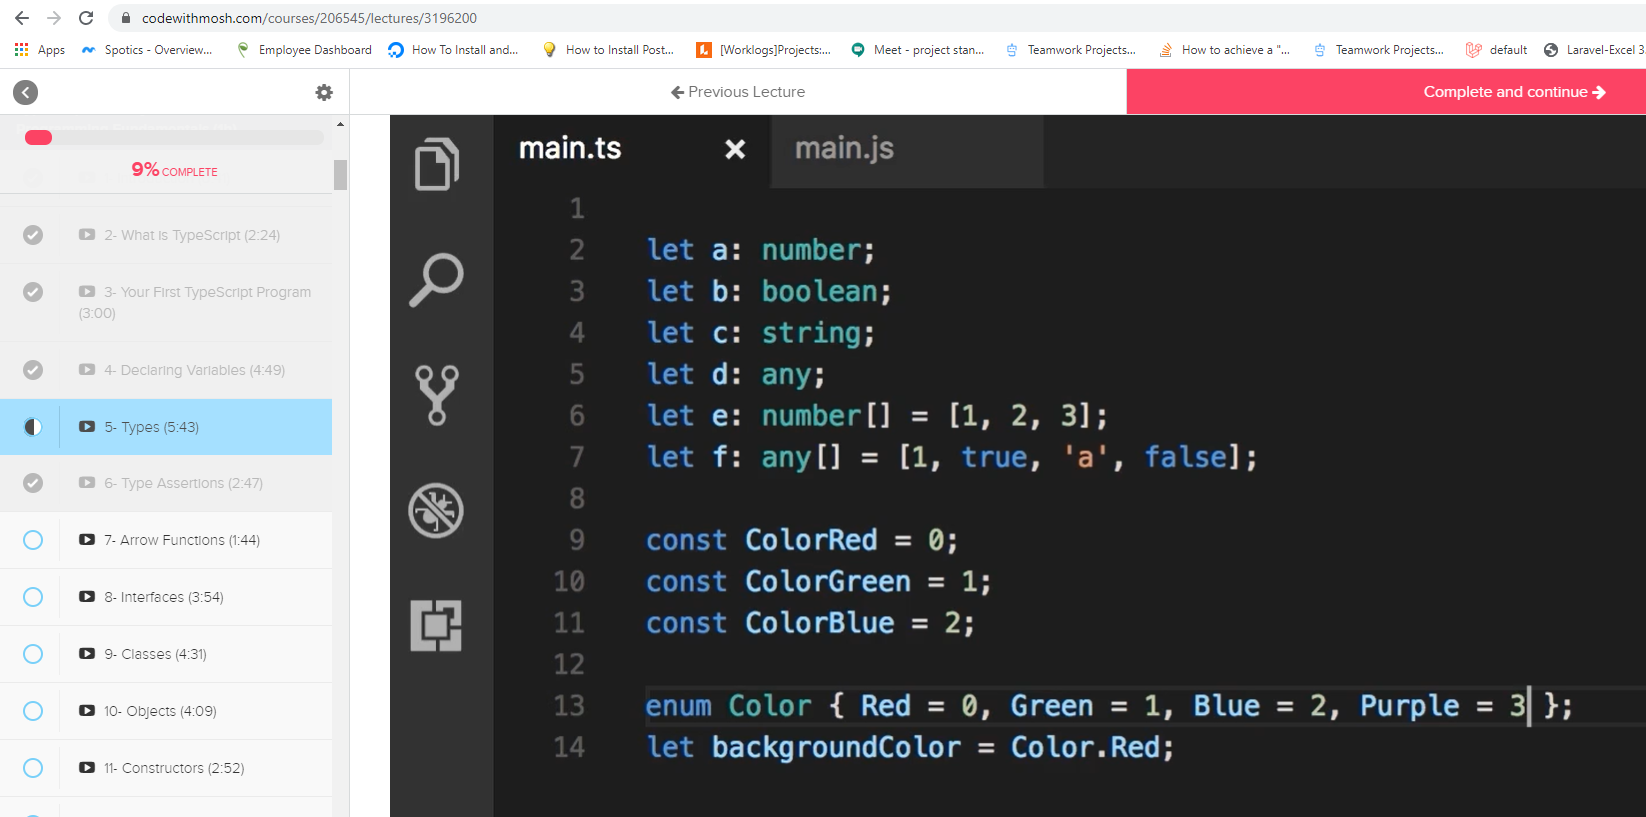 codewithmosh.com/courses/206545/lectures/3196200
Apps Spotics - Overview... Employee Dashboard How To Install and... How to Install Post... [Worklogs]Projects:... Meet - project stan... Teamwork Projects... How to achieve a "... Teamwork Projects... default Laravel-Excel 3.
Previous Lecture
Complete and continue
9% COMPLETE
2- What is TypeScript (2:24)
3- Your First TypeScript Program
(3:00)
4- Declaring Variables (4:49)
5- Types (5:43)
6- Type Assertions (2:47)
7- Arrow Functions (1:44)
8- Interfaces (3:54)
9- Classes (4:31)
10- Objects (4:09)
11- Constructors (2:52)
main.ts main.js
1
2 let a: number;
3 let b: boolean;
4 let c: string;
5 let d: any;
6 let e: number[] = [1, 2, 3];
7 let f: any[] = [1, true, 'a', false];
8
9 const ColorRed = 0;
10 const ColorGreen = 1;
11 const ColorBlue = 2;
12
13 enum Color { Red = 0, Green = 1, Blue = 2, Purple = 3 };
14 let backgroundColor = Color.Red;